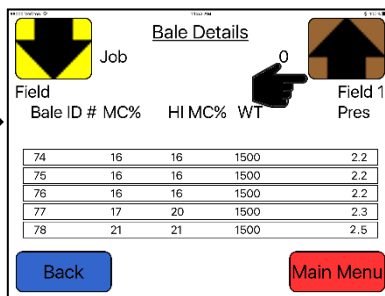 Bale Details
Job 0
Field Field 1
Bale ID # MC% HI MC% WT Pres
74 16 16 1500 2.2
75 16 16 1500 2.2
76 16 16 1500 2.2
77 17 20 1500 2.3
78 21 21 1500 2.5
Back Main Menu